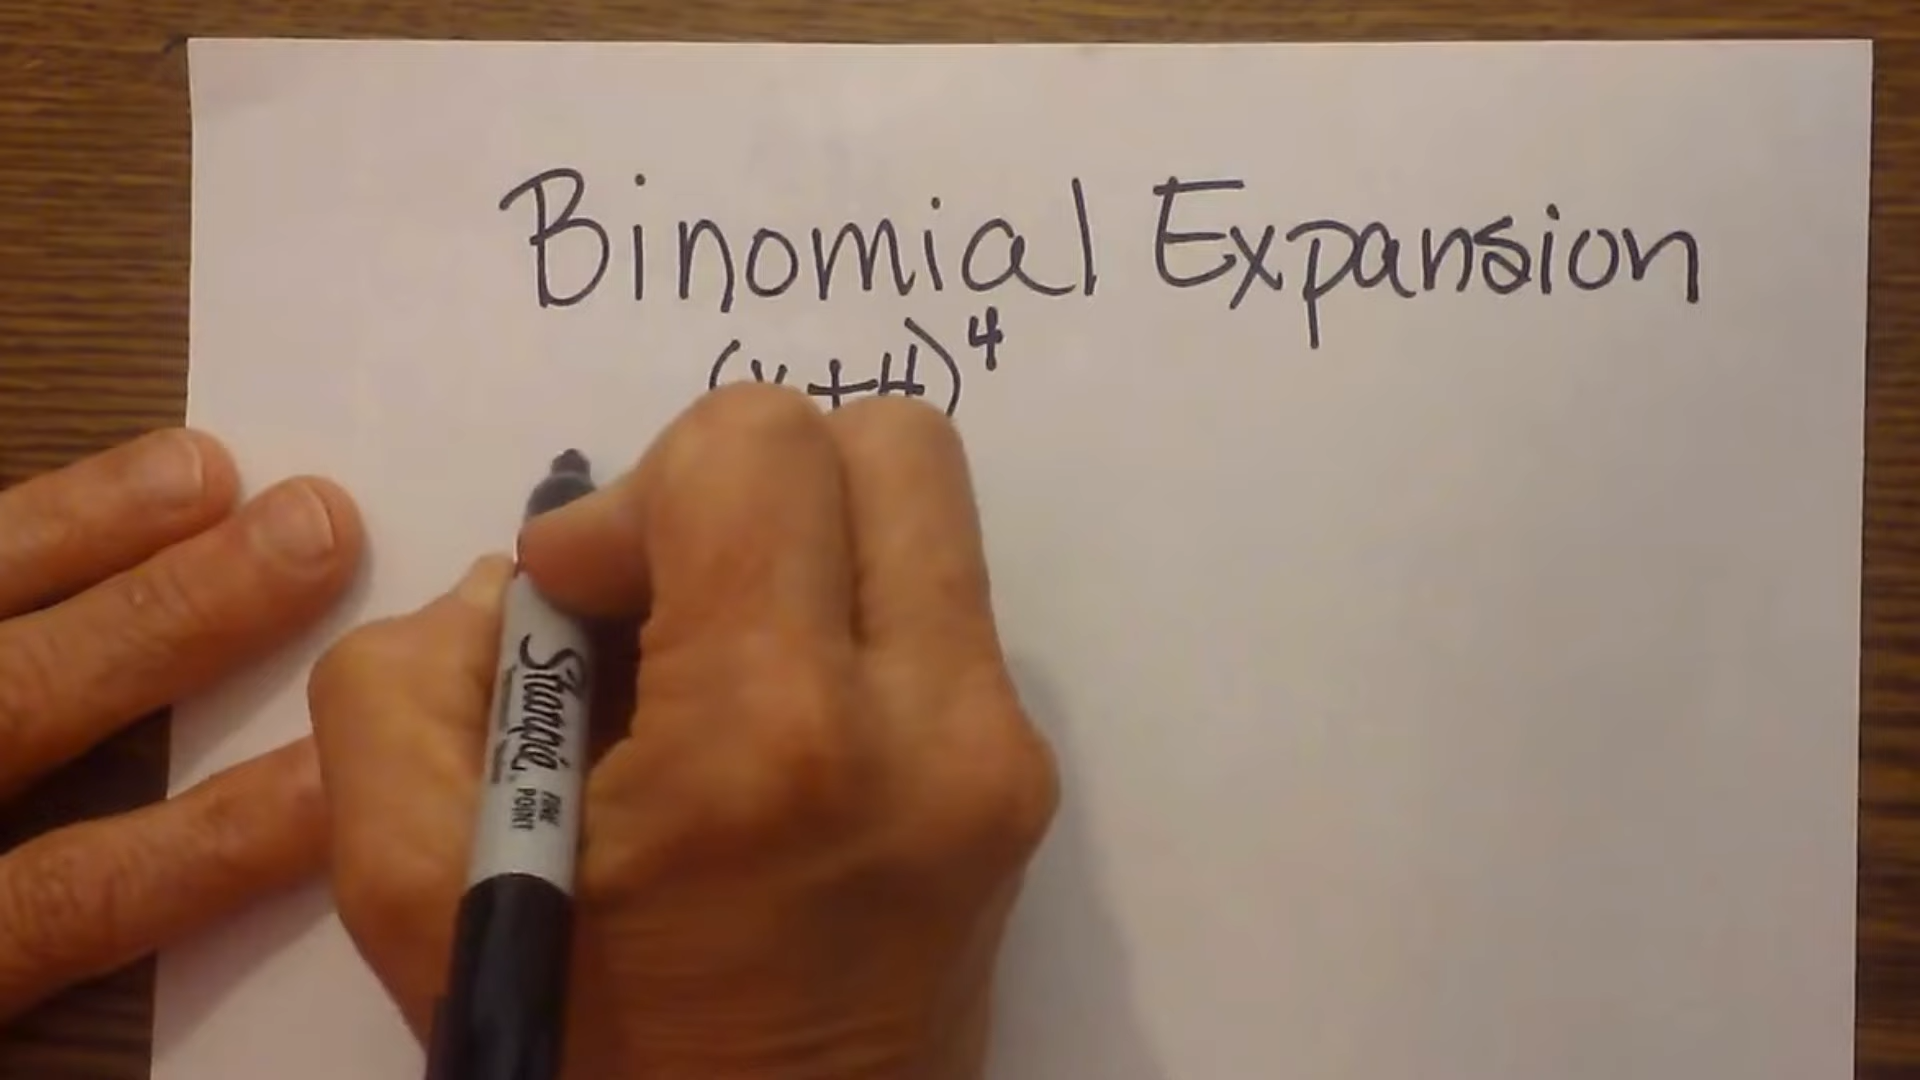 Binomial Expansion
(x+4)^4
Sharpie
FINE
POINT